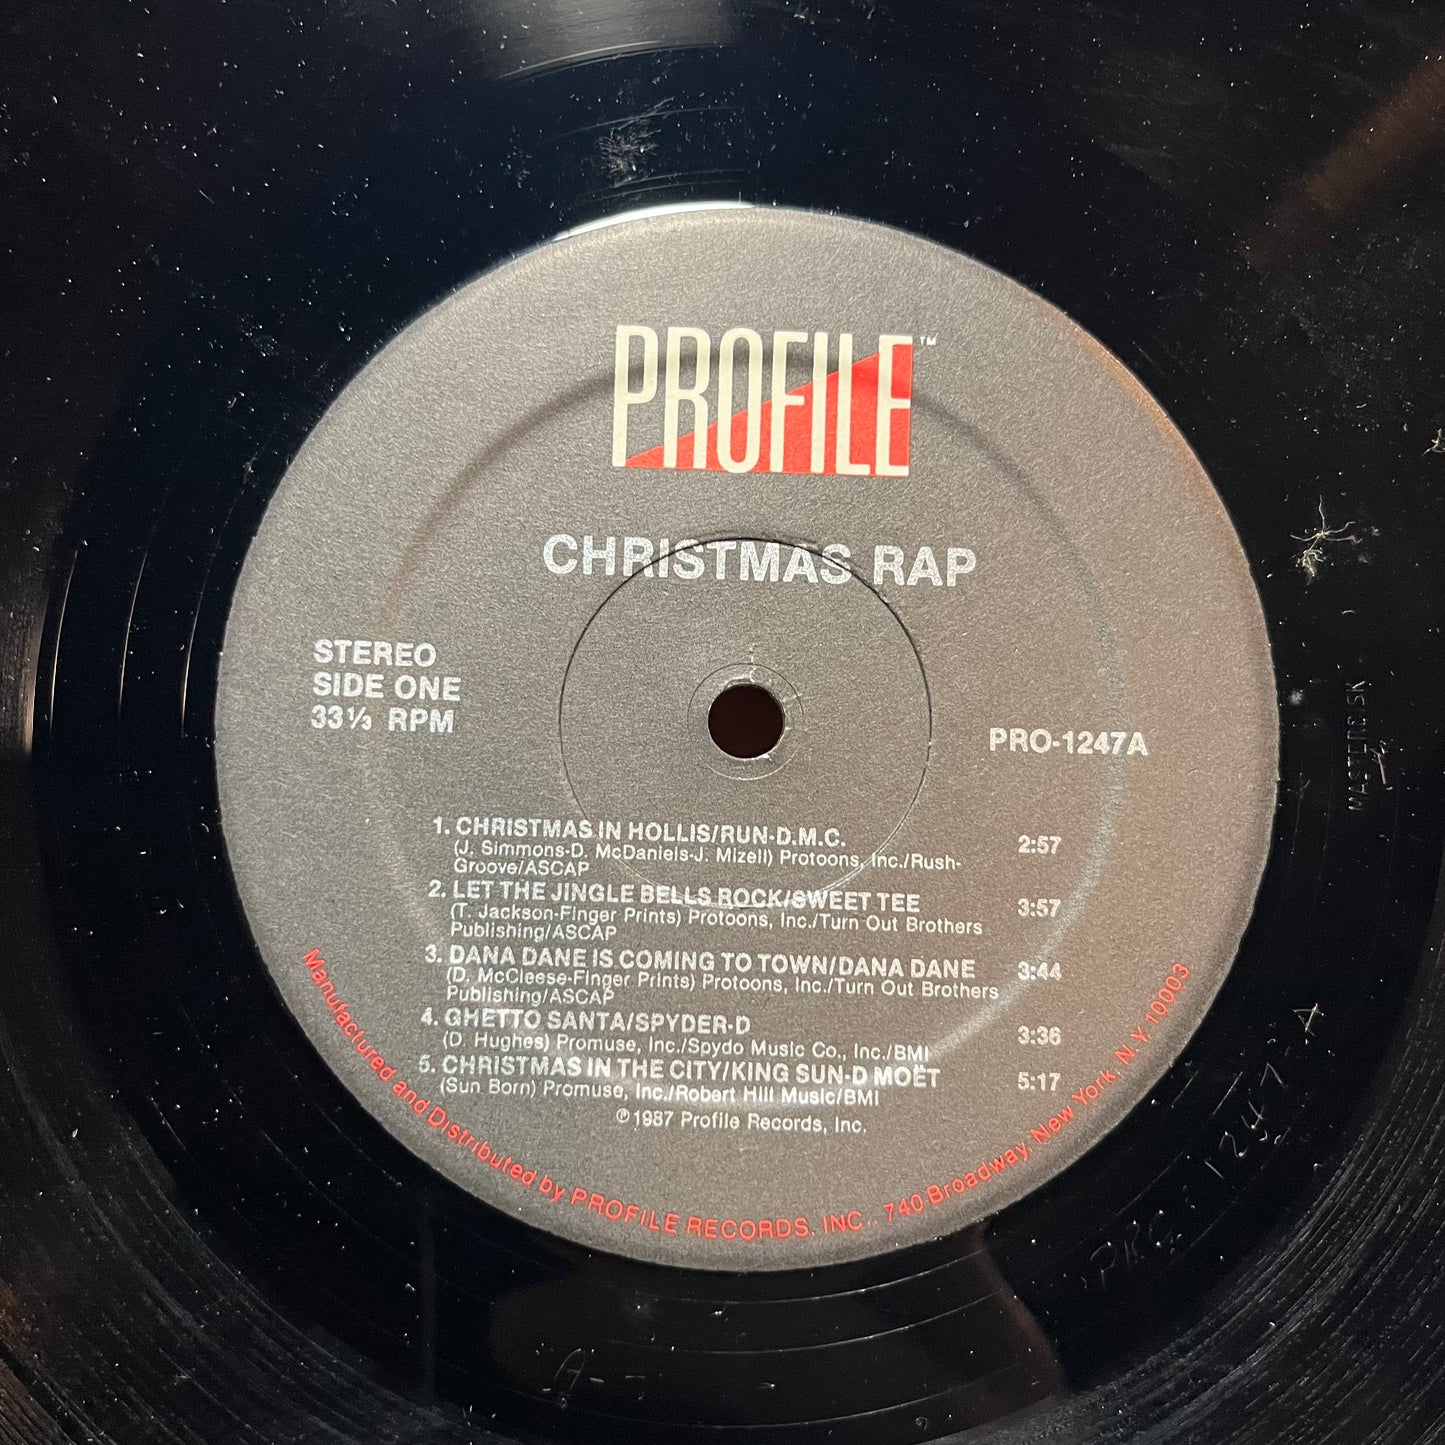 PROFILE™
CHRISTMAS RAP
STEREO
SIDE ONE
33⅓ RPM
PRO-1247A
1. CHRISTMAS IN HOLLIS/RUN-D.M.C. 2:57
(J. Simmons-D. McDaniels-J. Mizell) Protoons, Inc./Rush-
Groove/ASCAP
2. LET THE JINGLE BELLS ROCK/SWEET TEE 3:57
(T. Jackson-Finger Prints) Protoons, Inc./Turn Out Brothers
Publishing/ASCAP
3. DANA DANE IS COMING TO TOWN/DANA DANE 3:44
(D. McCleese-Finger Prints) Protoons, Inc./Turn Out Brothers
Publishing/ASCAP
4. GHETTO SANTA/SPYDER-D 3:36
(D. Hughes) Promuse, Inc./Spydo Music Co., Inc./BMI
5. CHRISTMAS IN THE CITY/KING SUN-D MOËT 5:17
(Sun Born) Promuse, Inc./Robert Hill Music/BMI
℗1987 Profile Records, Inc.
Manufactured and Distributed by PROFILE RECORDS, INC., 740 Broadway, New York, N.Y. 10003
MASTERDISK